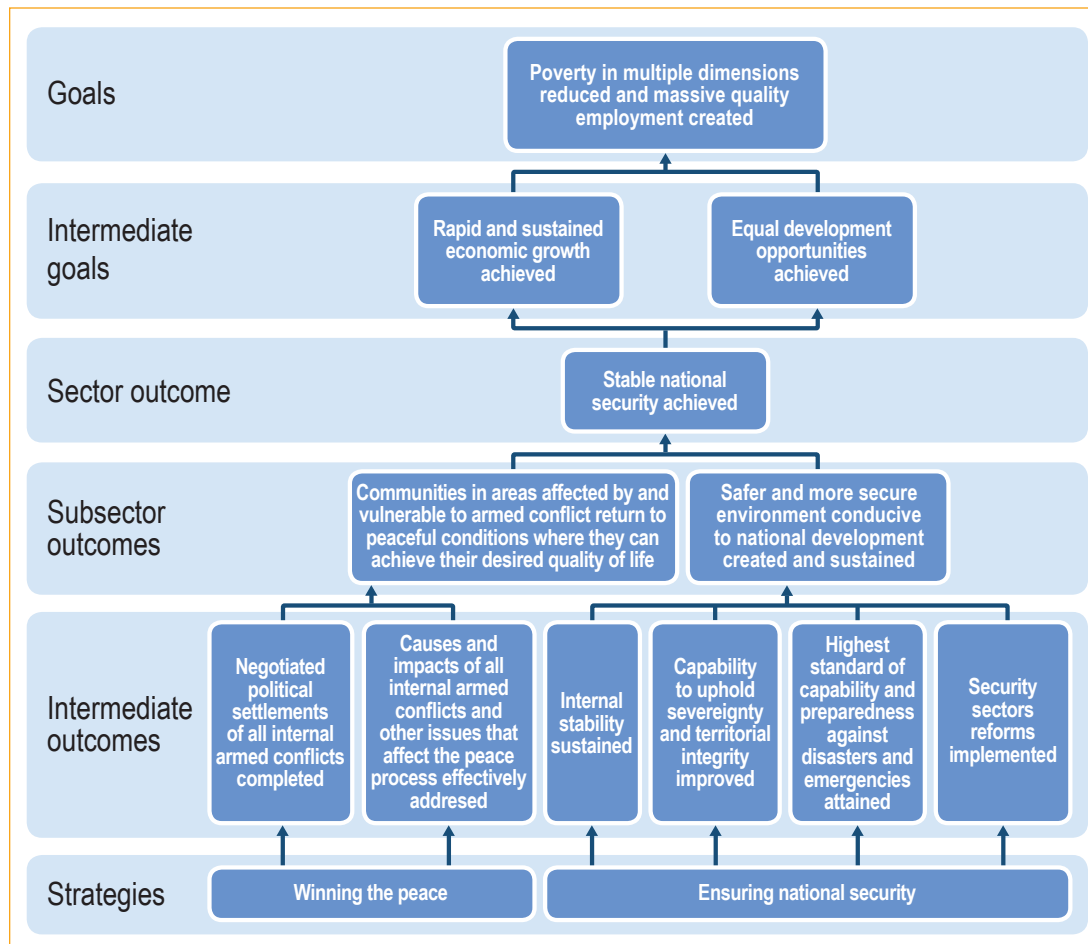 Goals
Poverty in multiple dimensions
reduced and massive quality
employment created
Intermediate
goals
Rapid and sustained
economic growth
achieved
Equal development
opportunities
achieved
Sector outcome
Stable national
security achieved
Subsector
outcomes
Communities in areas affected by and
vulnerable to armed conflict return to
peaceful conditions where they can
achieve their desired quality of life
Safer and more secure
environment conducive
to national development
created and sustained
Intermediate
outcomes
Negotiated
political
settlements
of all internal
armed conflicts
completed
Causes and
impacts of all
internal armed
conflicts and
other issues that
affect the peace
process effectively
addresed
Internal
stability
sustained
Capability
to uphold
sovereignty
and territorial
integrity
improved
Highest
standard of
capability and
preparedness
against
disasters and
emergencies
attained
Security
sectors
reforms
implemented
Strategies
Winning the peace
Ensuring national security